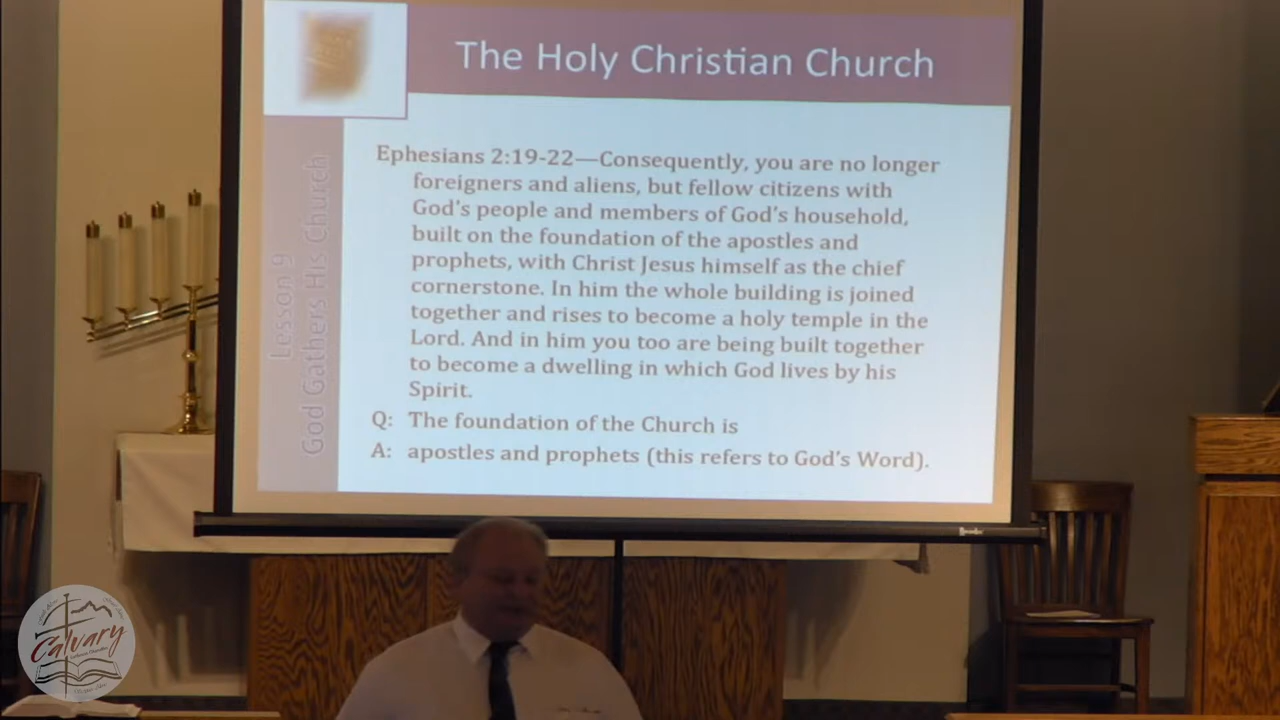 The Holy Christian Church
Lesson 9
God Gathers His Church
Ephesians 2:19-22—Consequently, you are no longer
foreigners and aliens, but fellow citizens with
God's people and members of God's household,
built on the foundation of the apostles and
prophets, with Christ Jesus himself as the chief
cornerstone. In him the whole building is joined
together and rises to become a holy temple in the
Lord. And in him you too are being built together
to become a dwelling in which God lives by his
Spirit.
Q: The foundation of the Church is
A: apostles and prophets (this refers to God's Word).
Calvary